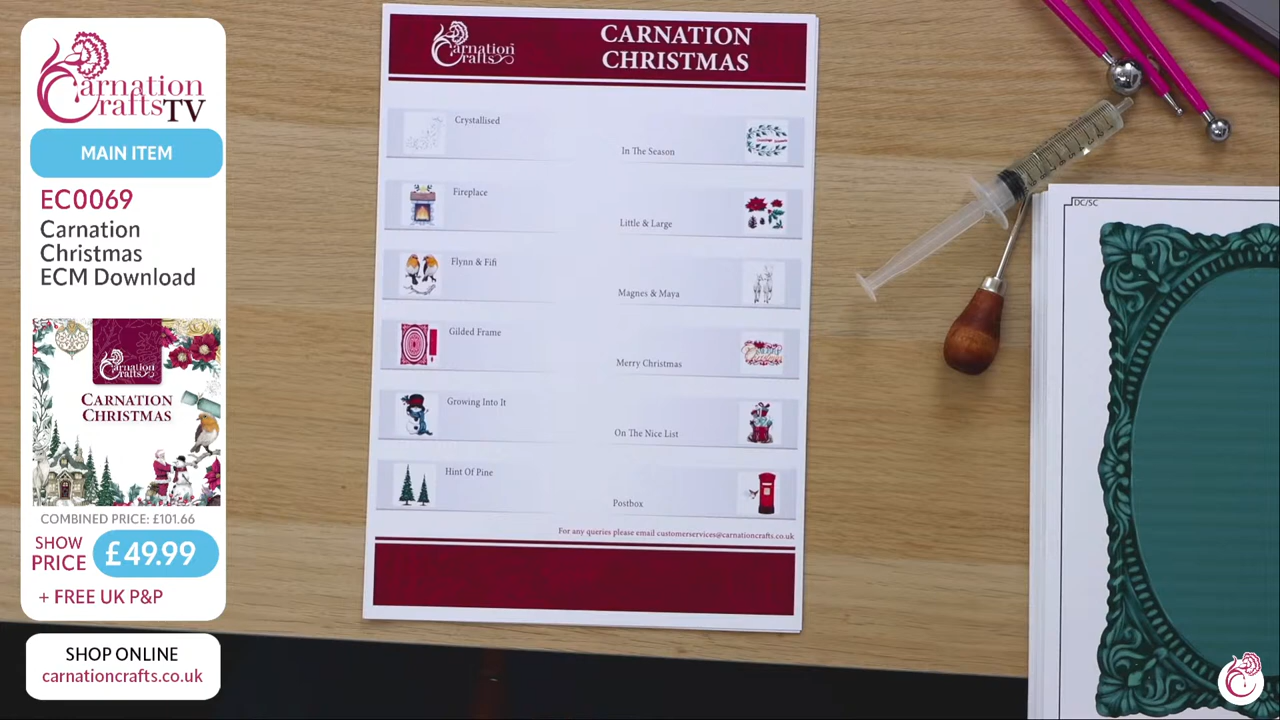 Carnation
Crafts TV
MAIN ITEM
EC0069
Carnation
Christmas
ECM Download
Carnation
Crafts
CARNATION
CHRISTMAS
COMBINED PRICE: £101.66
SHOW
PRICE
£49.99
+ FREE UK P&P
SHOP ONLINE
carnationcrafts.co.uk
Carnation
Crafts
CARNATION
CHRISTMAS
Crystallised
In The Season
Fireplace
Little & Large
Flynn & Fifi
Magnes & Maya
Gilded Frame
Merry Christmas
Growing Into It
On The Nice List
Hint Of Pine
Postbox
For any queries please email customerservices@carnationcrafts.co.uk
DC/SC